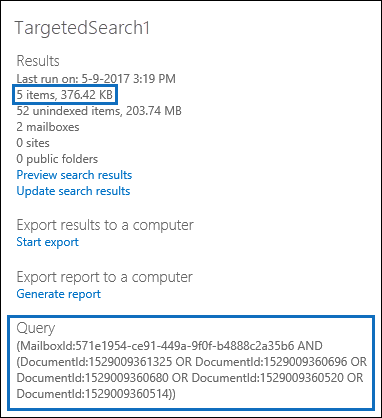 TargetedSearch1
Results
Last run on: 5-9-2017 3:19 PM
5 items, 376.42 KB
52 unindexed items, 203.74 MB
2 mailboxes
0 sites
0 public folders
Preview search results
Update search results
Export results to a computer
Start export
Export report to a computer
Generate report
Query
(MailboxId:571e1954-ce91-449a-9f0f-b4888c2a35b6 AND
(DocumentId:1529009361325 OR DocumentId:1529009360696 OR
DocumentId:1529009360680 OR DocumentId:1529009360520 OR
DocumentId:1529009360514))